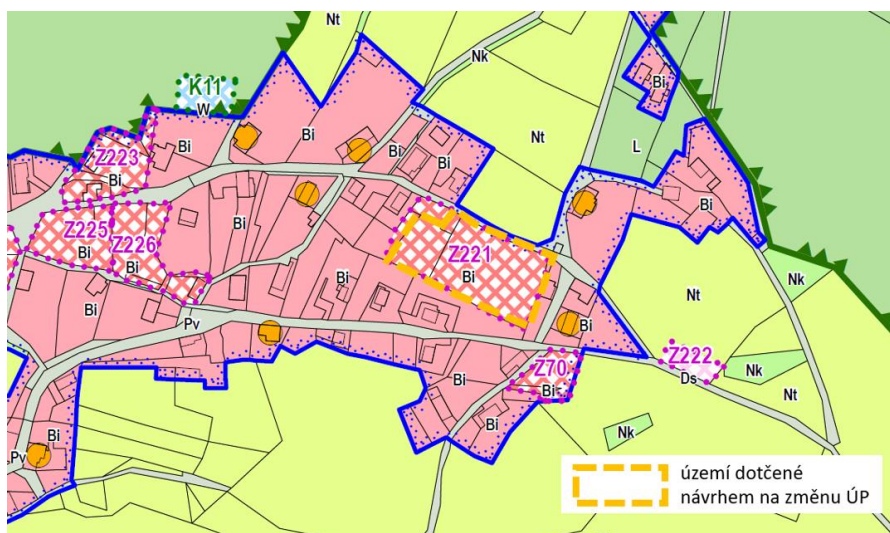 Nt
Nk
K11
W
Bi
Bi
Bi
Bi
Bi
Nt
L
Z223
Bi
Bi
Z225
Bi
Z226
Bi
Bi
Z221
Bi
Bi
Nt
Nk
Bi
Pv
Bi
Bi
Z222
Ds
Nk
Nt
Z70
Bi
Bi
Bi
Bi
Nk
Pv
území dotčené
návrhem na změnu ÚP